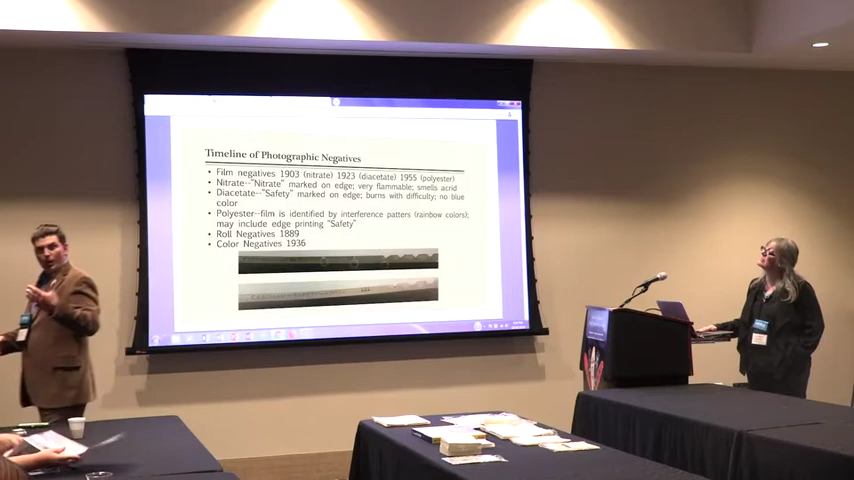 Timeline of Photographic Negatives
• Film negatives 1903 (nitrate) 1923 (diacetate) 1955 (polyester)
• Nitrate--"Nitrate" marked on edge; very flammable; smells acrid
• Diacetate--"Safety" marked on edge; burns with difficulty; no blue
color
• Polyester--film is identified by interference patters (rainbow colors);
may include edge printing "Safety"
• Roll Negatives 1889
• Color Negatives 1936